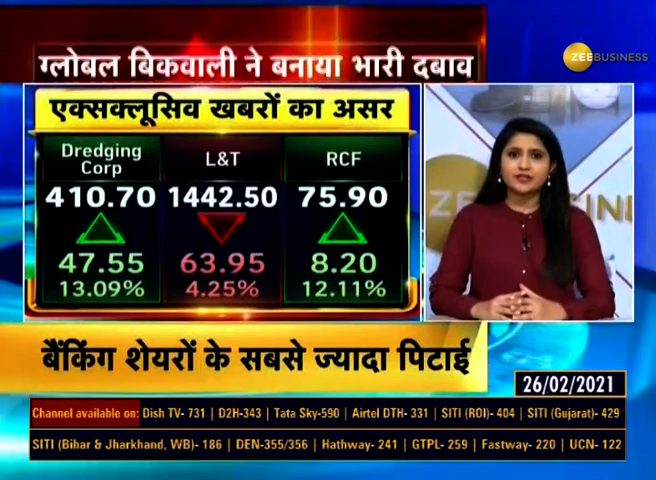 ग्लोबल बिकवाली ने बनाया भारी दबाव
ZEEBUSINESS
एक्सक्लूसिव खबरों का असर
Dredging Corp
L&T
RCF
410.70
1442.50
75.90
47.55
63.95
8.20
13.09%
4.25%
12.11%
बैंकिंग शेयरों के सबसे ज्यादा पिटाई
26/02/2021
Channel available on: Dish TV- 731 | D2H-343 | Tata Sky-590 | Airtel DTH- 331 | SITI (ROI)- 404 | SITI (Gujarat)- 429
SITI (Bihar & Jharkhand, WB)- 186 | DEN-355/356 | Hathway- 241 | GTPL- 259 | Fastway- 220 | UCN- 122